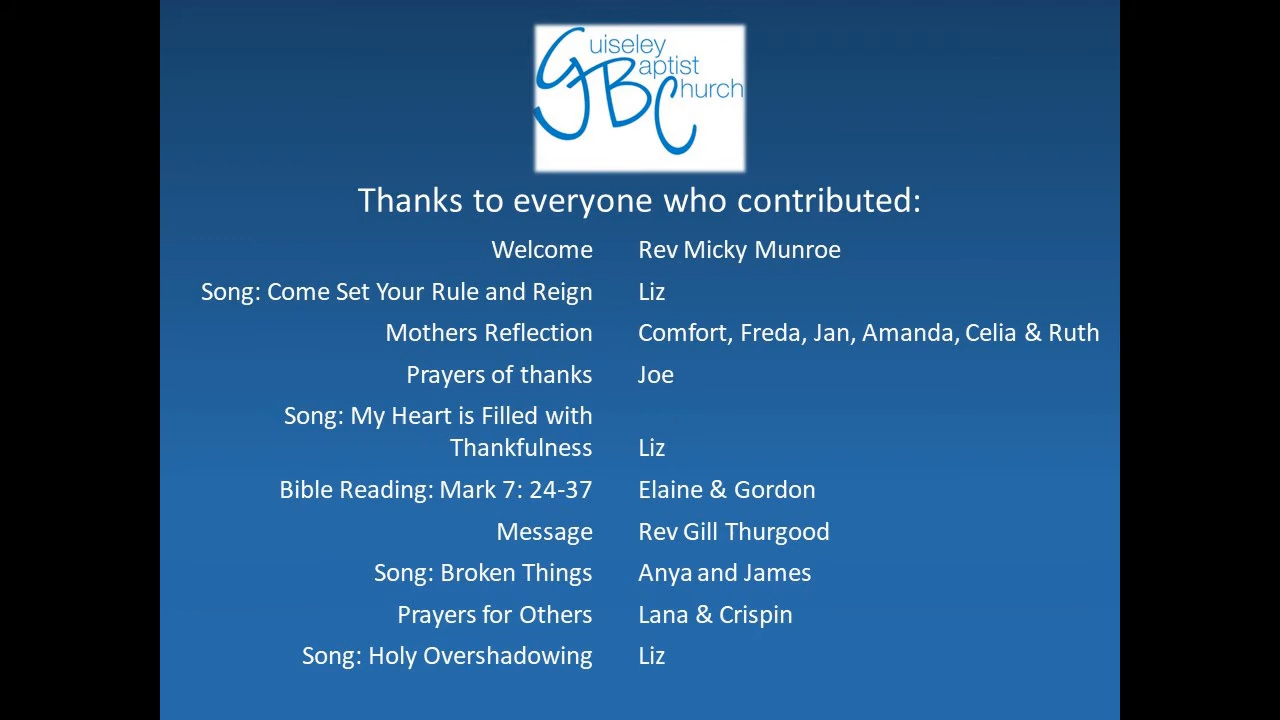 Guiseley
Baptist
Church
Thanks to everyone who contributed:
Welcome Rev Micky Munroe
Song: Come Set Your Rule and Reign Liz
Mothers Reflection Comfort, Freda, Jan, Amanda, Celia & Ruth
Prayers of thanks Joe
Song: My Heart is Filled with
Thankfulness Liz
Bible Reading: Mark 7: 24-37 Elaine & Gordon
Message Rev Gill Thurgood
Song: Broken Things Anya and James
Prayers for Others Lana & Crispin
Song: Holy Overshadowing Liz